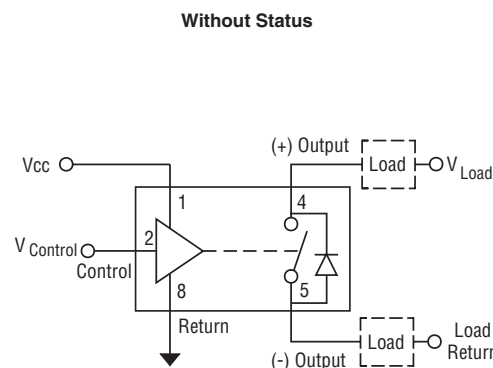 Without Status
(+) Output
Vcc
Load
V Load
1
4
V Control
2
Control
8
5
Return
Load
Load
Return
(-) Output